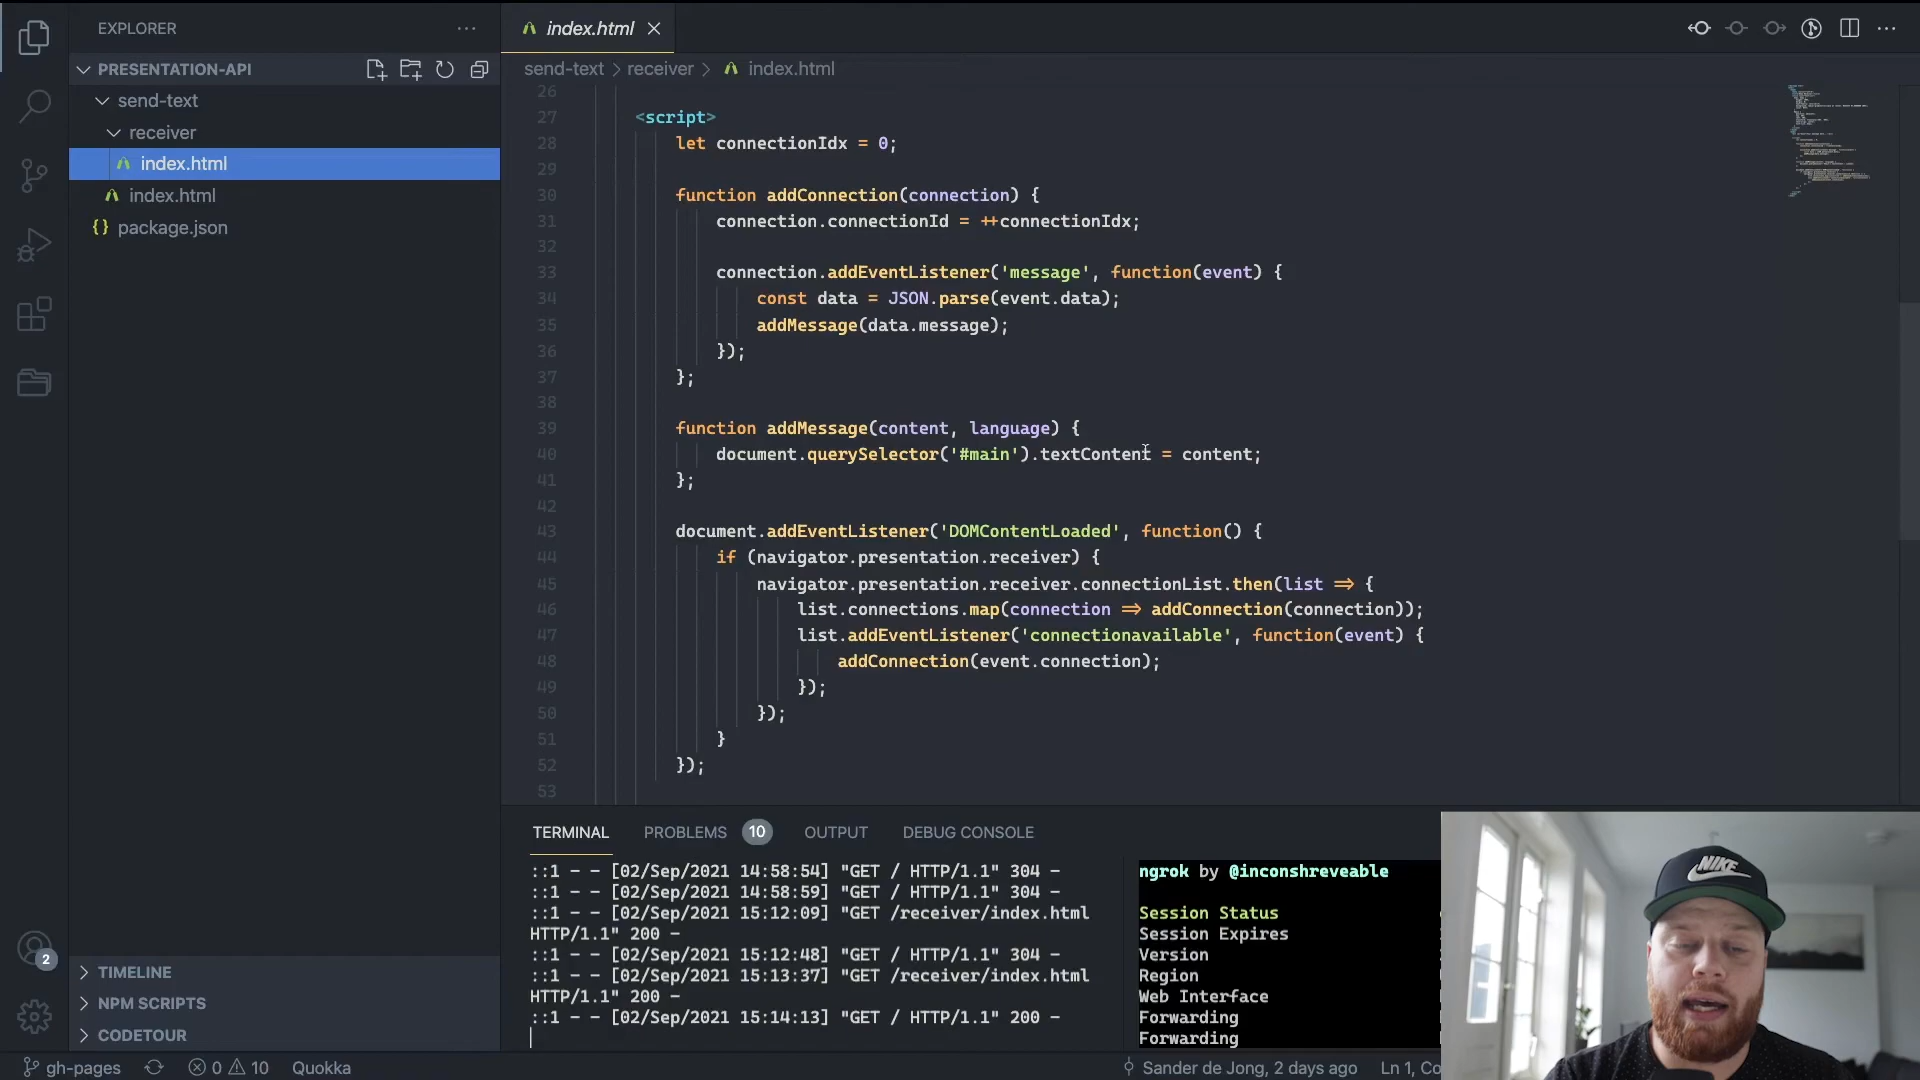 EXPLORER
PRESENTATION-API
send-text
receiver
index.html
index.html
package.json
TIMELINE
NPM SCRIPTS
CODETOUR
index.html
send-text > receiver > index.html
26
27 <script>
28 let connectionIdx = 0;
29
30 function addConnection(connection) {
31 connection.connectionId = ++connectionIdx;
32
33 connection.addEventListener('message', function(event) {
34 const data = JSON.parse(event.data);
35 addMessage(data.message);
36 });
37 };
38
39 function addMessage(content, language) {
40 document.querySelector('#main').textContent = content;
41 };
42
43 document.addEventListener('DOMContentLoaded', function() {
44 if (navigator.presentation.receiver) {
45 navigator.presentation.receiver.connectionList.then(list => {
46 list.connections.map(connection => addConnection(connection));
47 list.addEventListener('connectionavailable', function(event) {
48 addConnection(event.connection);
49 });
50 });
51 }
52 });
53
TERMINAL PROBLEMS 10 OUTPUT DEBUG CONSOLE
::1 - - [02/Sep/2021 14:58:54] "GET / HTTP/1.1" 304 -
::1 - - [02/Sep/2021 14:58:59] "GET / HTTP/1.1" 304 -
::1 - - [02/Sep/2021 15:12:09] "GET /receiver/index.html
HTTP/1.1" 200 -
::1 - - [02/Sep/2021 15:12:48] "GET / HTTP/1.1" 304 -
::1 - - [02/Sep/2021 15:13:37] "GET /receiver/index.html
HTTP/1.1" 200 -
::1 - - [02/Sep/2021 15:14:13] "GET / HTTP/1.1" 200 -
ngrok by @inconshreveable
Session Status
Session Expires
Version
Region
Web Interface
Forwarding
Forwarding
NIKE
2
gh-pages 0 10 Quokka
Sander de Jong, 2 days ago Ln 1, Co